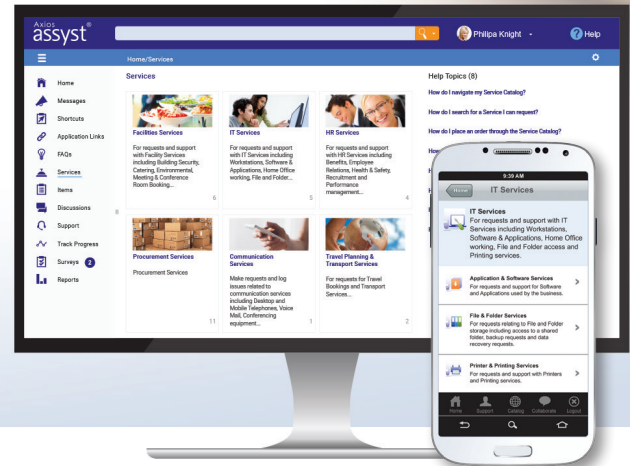 Axios
assyst®
Philipa Knight
Help
Home/Services
Home
Messages
Shortcuts
Application Links
FAQs
Services
Items
Discussions
Support
Track Progress
Surveys 2
Reports
Services
Facilities Services
For requests and support
with Facility Services
including Building Security,
Catering, Environmental,
Meeting & Conference
Room Booking...
6
IT Services
For requests and support
with IT Services including
Workstations, Software &
Applications, Home Office
working, File and Folder...
5
HR Services
For requests and support
with HR Services including
Benefits, Employee
Relations, Health & Safety,
Recruitment and
Performance
management...
4
Procurement Services
Procurement Services
11
Communication
Services
Make requests and log
issues related to
communication services
including Desktop and
Mobile Telephones, Voice
Mail, Conferencing
equipment...
1
Travel Planning &
Transport Services
For requests for Travel
Bookings and Transport
Services...
2
Help Topics (8)
How do I navigate my Service Catalog?
How do I search for a Service I can request?
How do I place an order through the Service Catalog?
9:39 AM
Home
IT Services
IT Services
For requests and support with IT
Services including Workstations,
Software & Applications, Home Office
working, File and Folder access and
Printing services.
Application & Software Services
For requests and support for Software
and Applications used by the business.
File & Folder Services
For requests relating to File and Folder
storage including access to a shared
folder, backup requests and data
recovery requests.
Printer & Printing Services
For requests and support with Printers
and Printing services.
Home
Support
Catalog
Collaborate
Logout